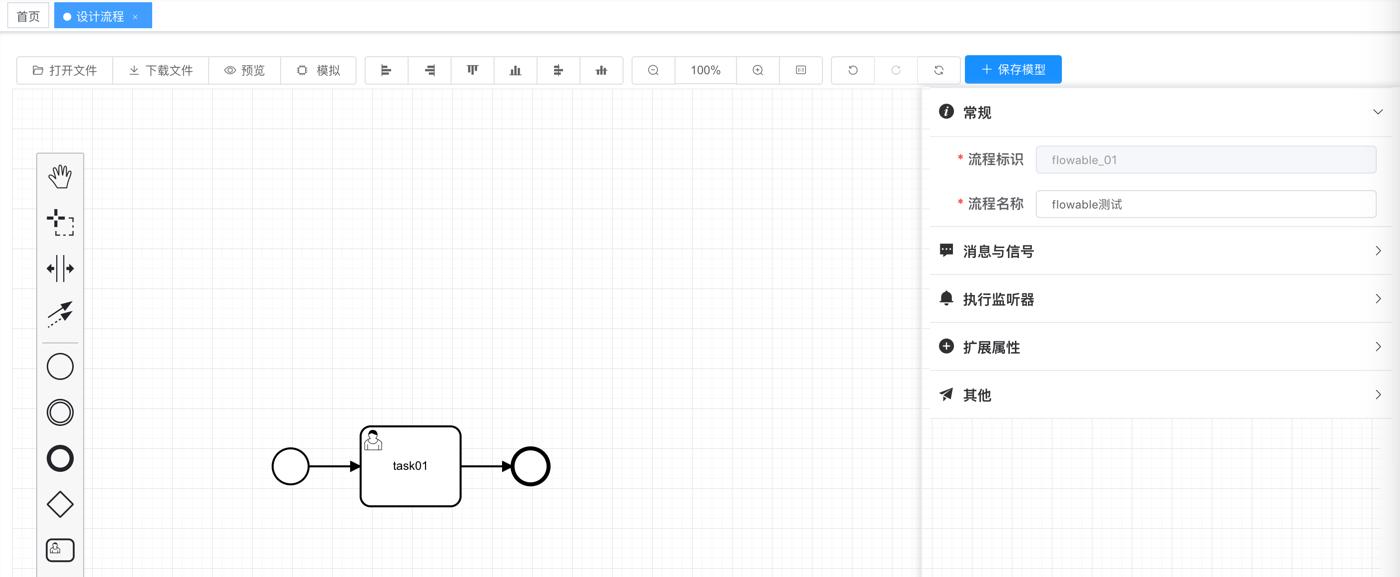 首页
设计流程 ×
打开文件 下载文件 预览 模拟 100% 保存模型
常规
* 流程标识 flowable_01
* 流程名称 flowable测试
消息与信号
执行监听器
扩展属性
其他
task01